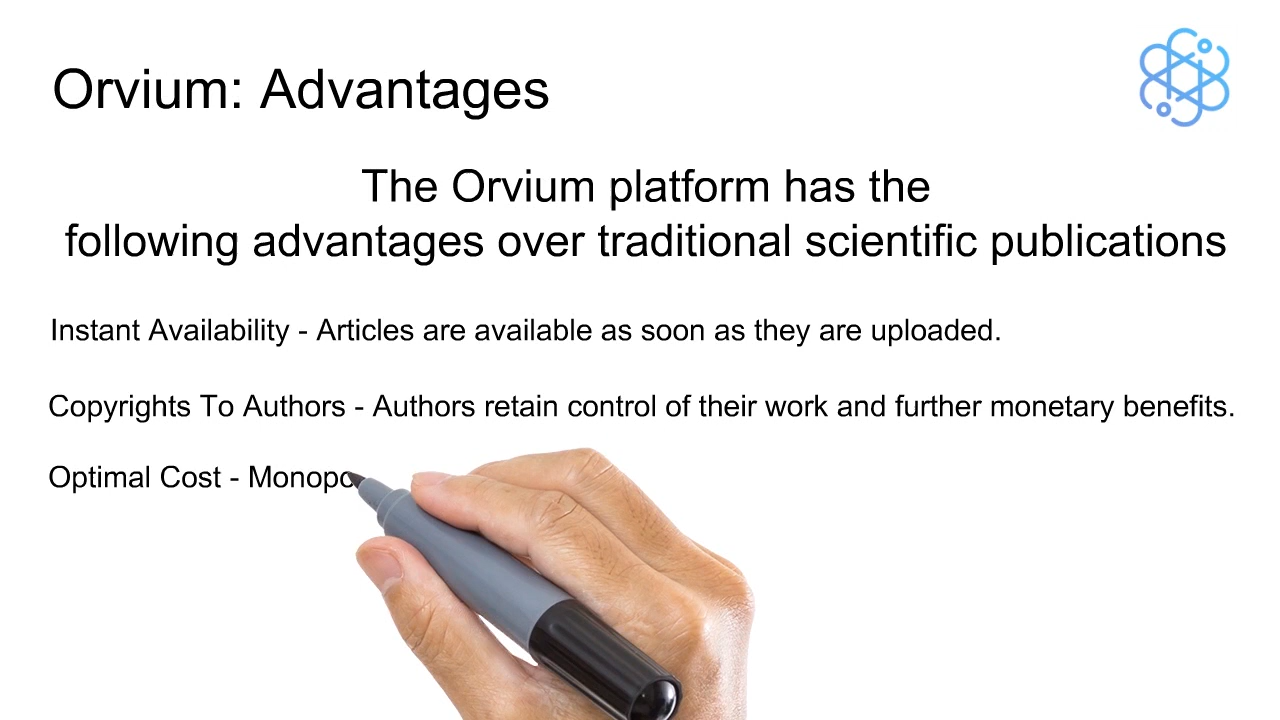 Orvium: Advantages
The Orvium platform has the
following advantages over traditional scientific publications
Instant Availability - Articles are available as soon as they are uploaded.
Copyrights To Authors - Authors retain control of their work and further monetary benefits.
Optimal Cost - Monopo